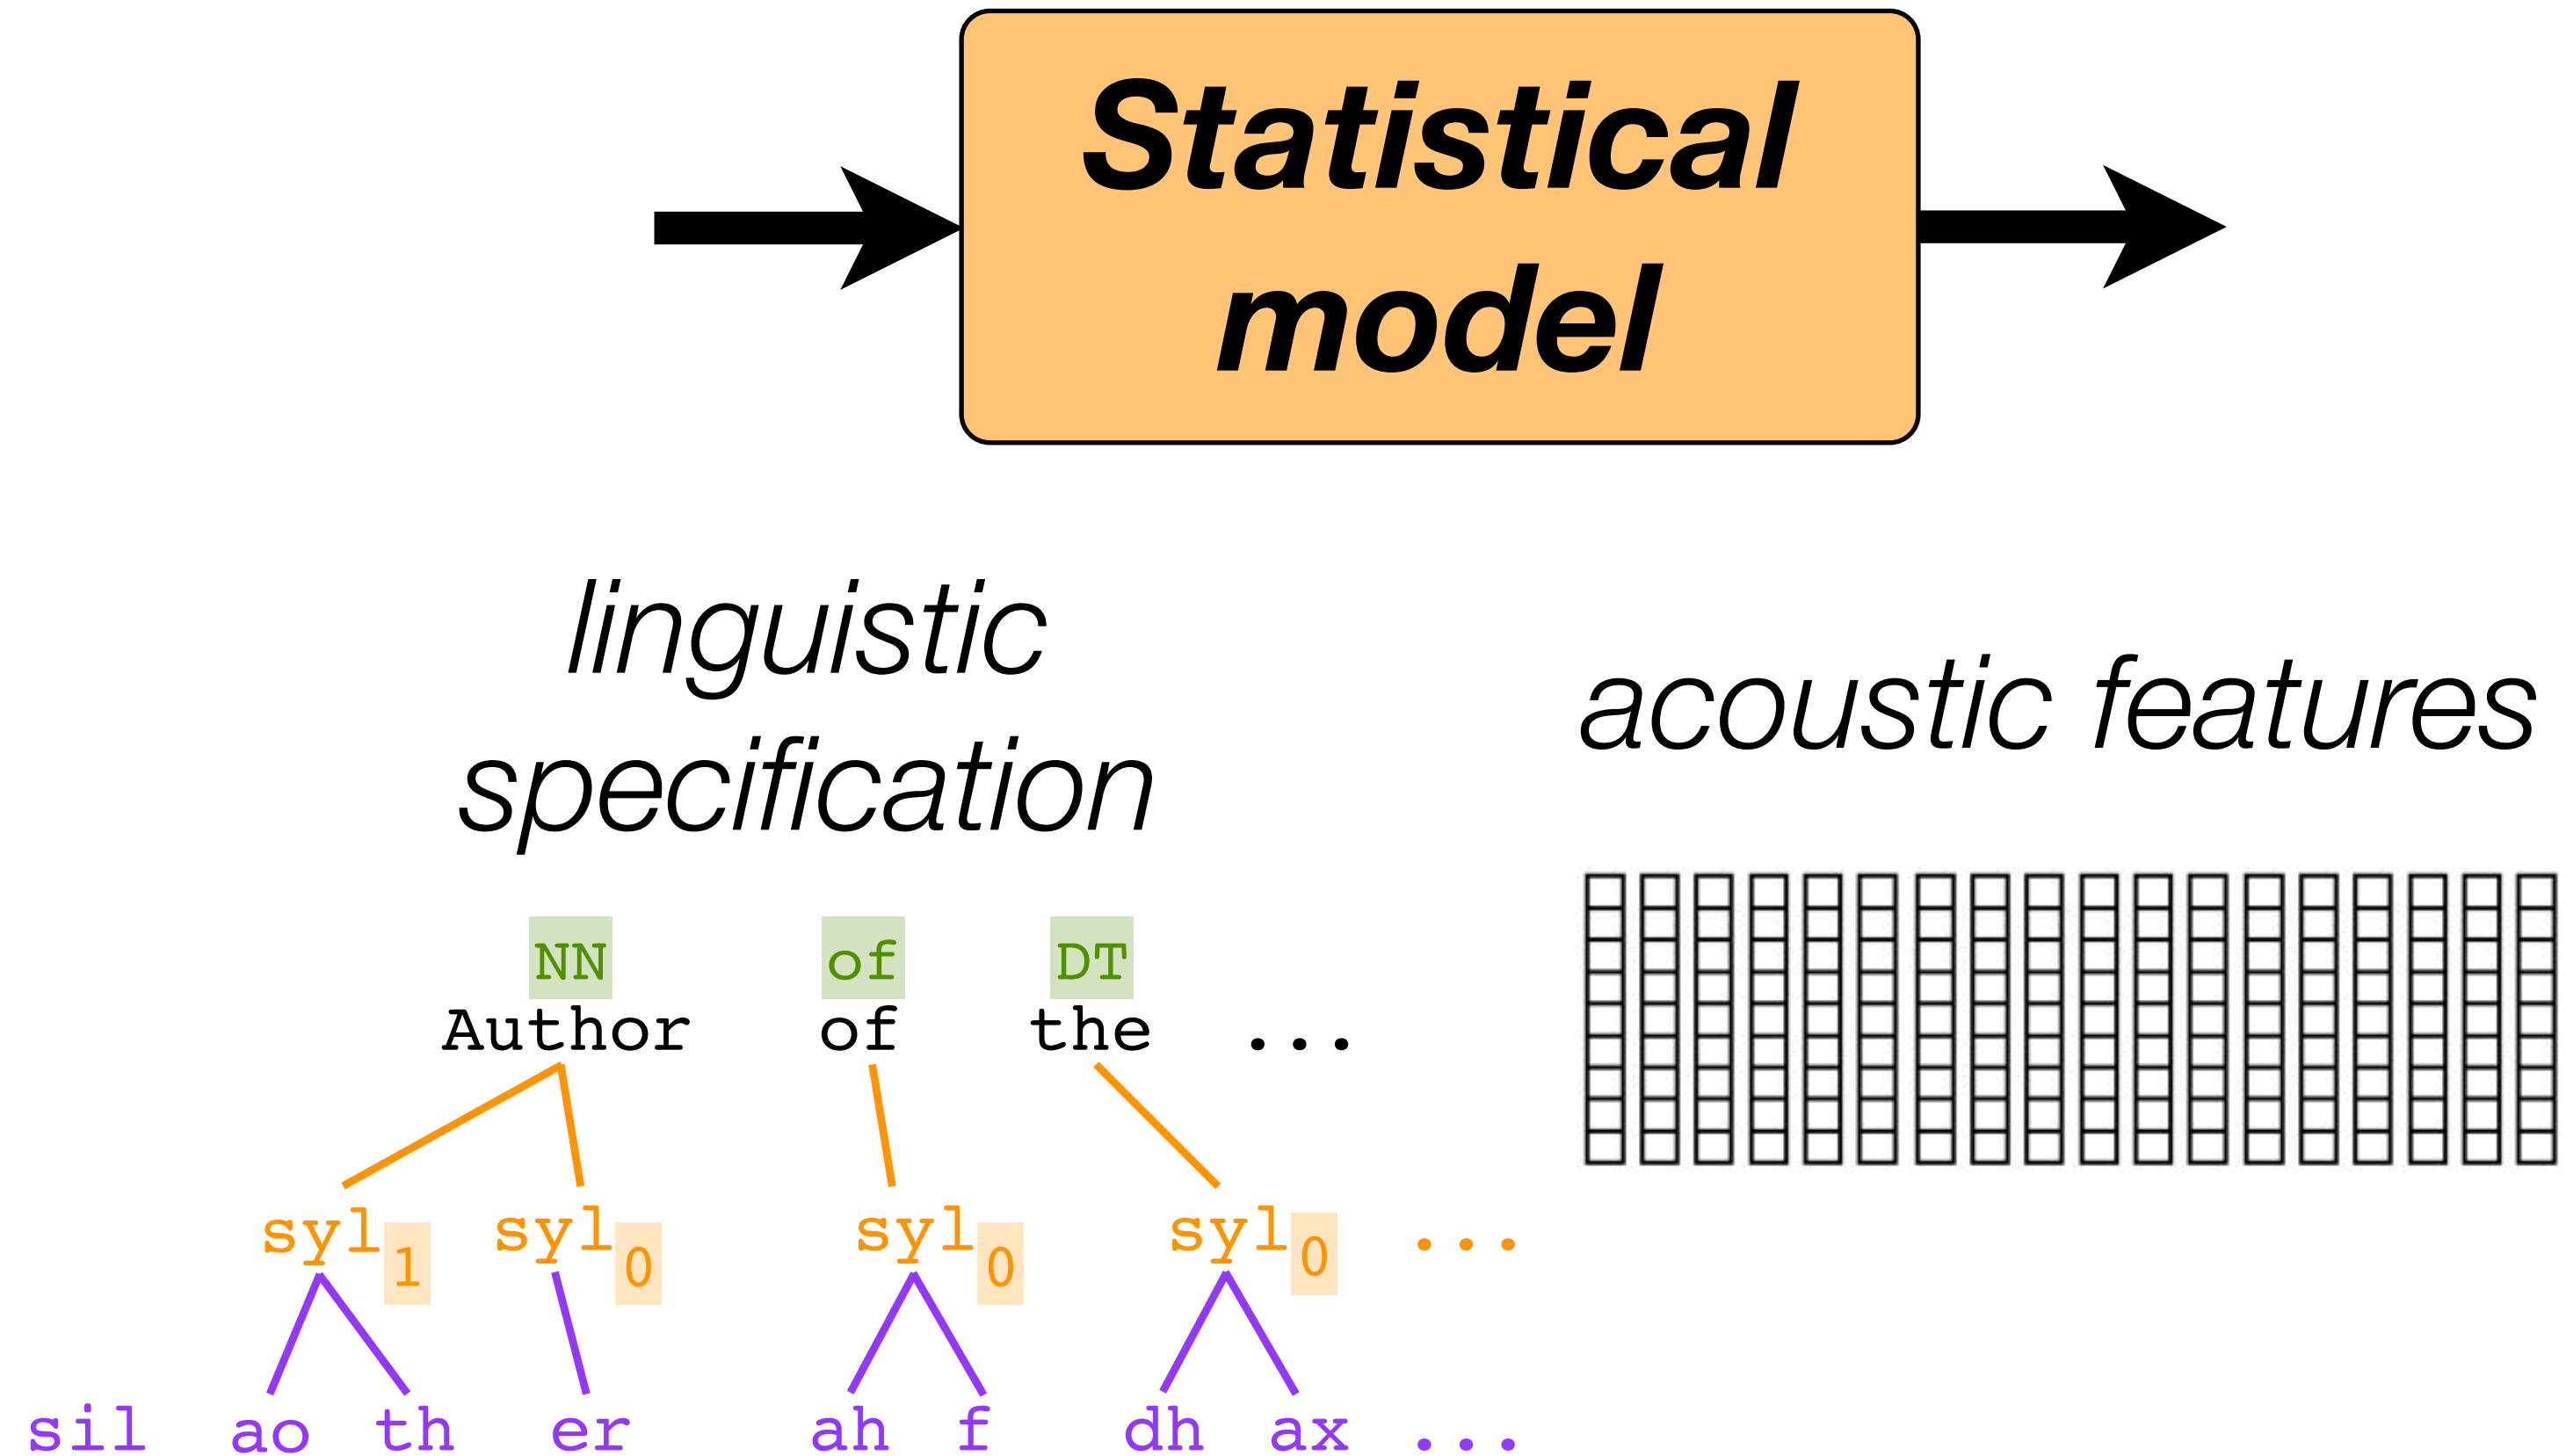 Statistical
model
linguistic
specification
acoustic features
NN of DT
Author of the ...
syl1 syl0 syl0 syl0 ...
sil ao th er ah f dh ax ...